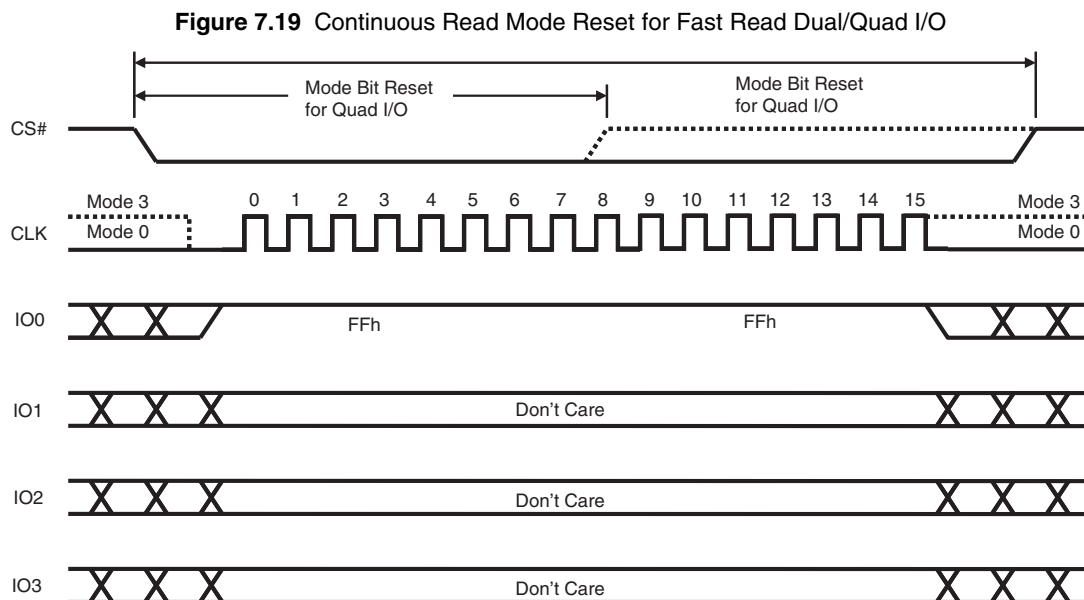 Figure 7.19 Continuous Read Mode Reset for Fast Read Dual/Quad I/O
Mode Bit Reset
for Quad I/O
Mode Bit Reset
for Quad I/O
CS#
Mode 3
0 1 2 3 4 5 6 7 8 9 10 11 12 13 14 15
Mode 3
CLK
Mode 0
Mode 0
IO0
FFh
FFh
IO1
Don't Care
IO2
Don't Care
IO3
Don't Care